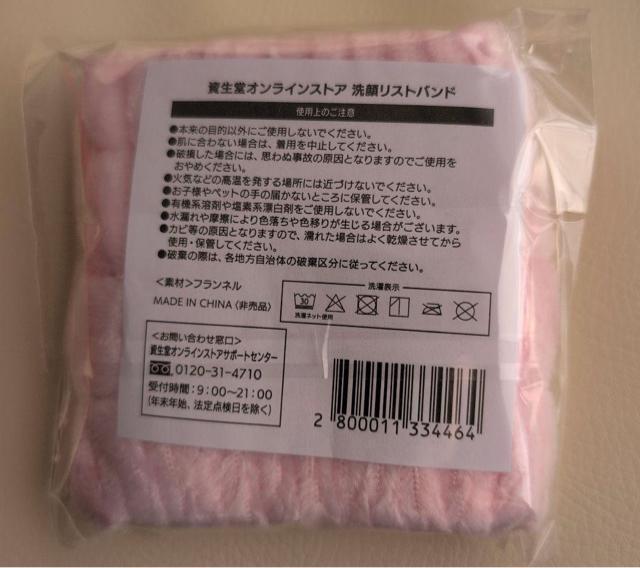 資生堂オンラインストア 洗顔リストバンド
使用上のご注意
●本来の目的以外にご使用しないでください。
●肌に合わない場合は、着用を中止してください。
●破損した場合には、思わぬ事故の原因となりますのでご使用を
おやめください。
●火気などの高温を発する場所には近づけないでください。
●お子様やペットの手の届かないところに保管してください。
●有機系溶剤や塩素系漂白剤をご使用しないでください。
●水濡れや摩擦により色落ちや色移りが生じる場合がございます。
●カビ等の原因となりますので、濡れた場合はよく乾燥させてから
使用・保管してください。
●破棄の際は、各地方自治体の破棄区分に従ってください。
<素材>フランネル
MADE IN CHINA (非売品)
洗濯表示
30
洗濯ネット使用
<お問い合わせ窓口>
資生堂オンラインストアサポートセンター
0120-31-4710
受付時間：9：00～21：00
(年末年始、法定点検日を除く)
2 800011 334464